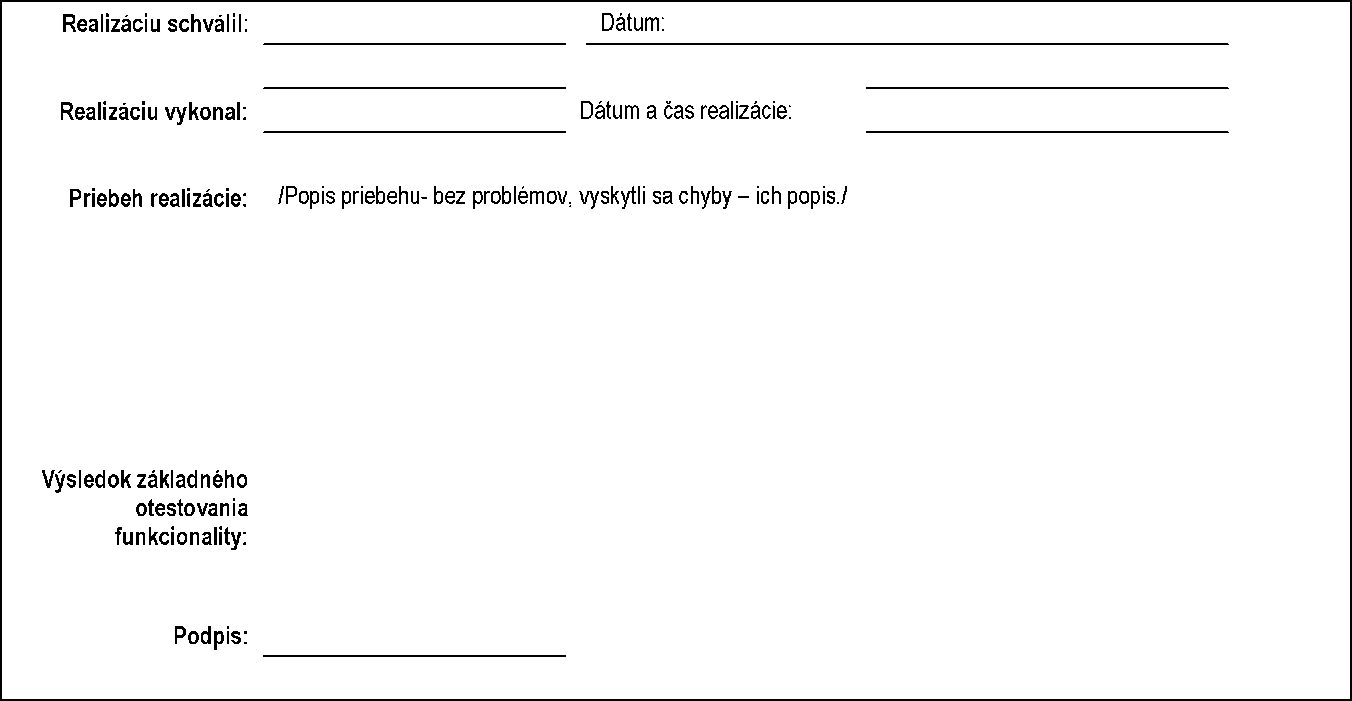 Realizáciu schválil: Dátum:
Realizáciu vykonal: Dátum a čas realizácie:
Priebeh realizácie: /Popis priebehu- bez problémov, vyskytli sa chyby – ich popis./
Výsledok základného
otestovania
funkcionality:
Podpis: